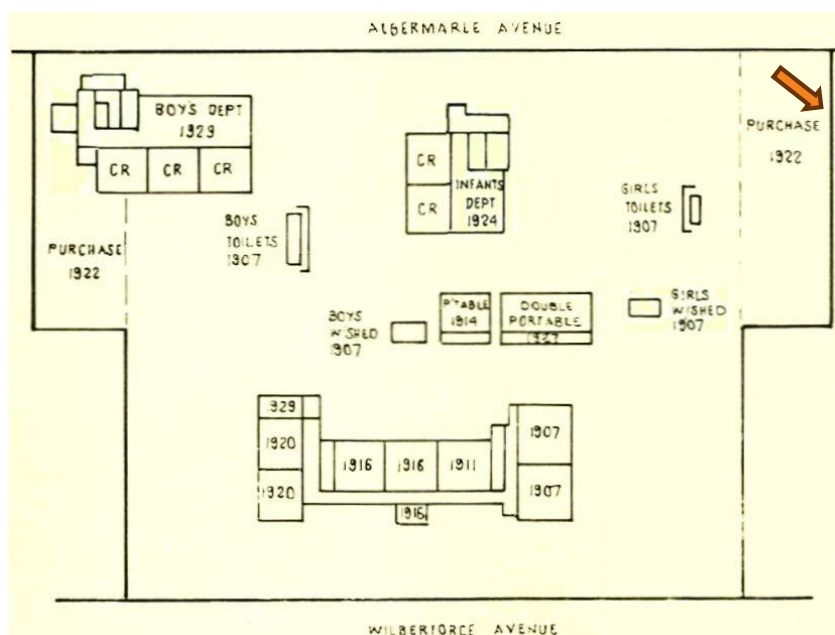 ALBERMARLE AVENUE
BOY'S DEPT
1929
CR CR CR
PURCHASE
1922
CR
CR
INFANTS
DEPT
1924
GIRLS
TOILETS
1907
PURCHASE
1922
BOYS
TOILETS
1907
BOYS
W/SHED
1907
P'TABLE
1914
DOUBLE
PORTABLE
1927
GIRLS
W/SHED
1907
1929
1920
1920
1916 1916 1911
1916
1907
1907
WILBERFORCE AVENUE